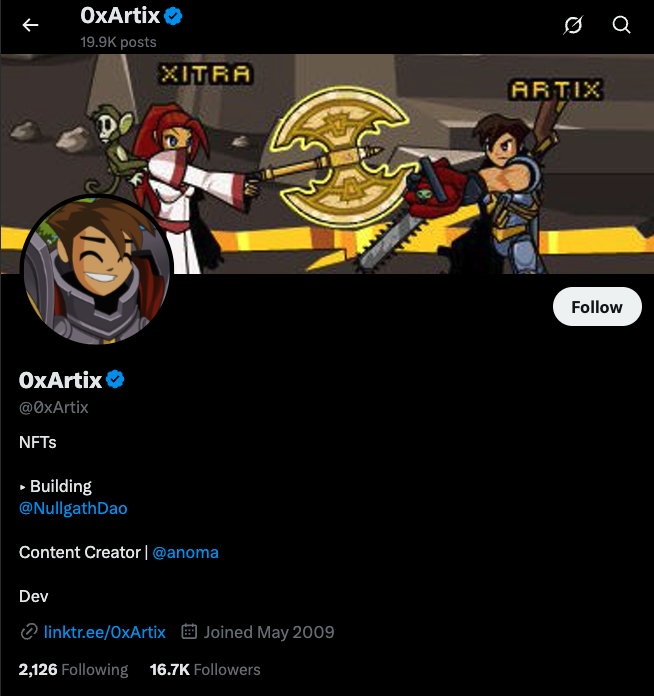 0xArtix
19.9K posts
XITRA
ARTIX
Follow
0xArtix
@0xArtix
NFTs
▸ Building
@NullgathDao
Content Creator | @anoma
Dev
linktr.ee/0xArtix Joined May 2009
2,126 Following 16.7K Followers